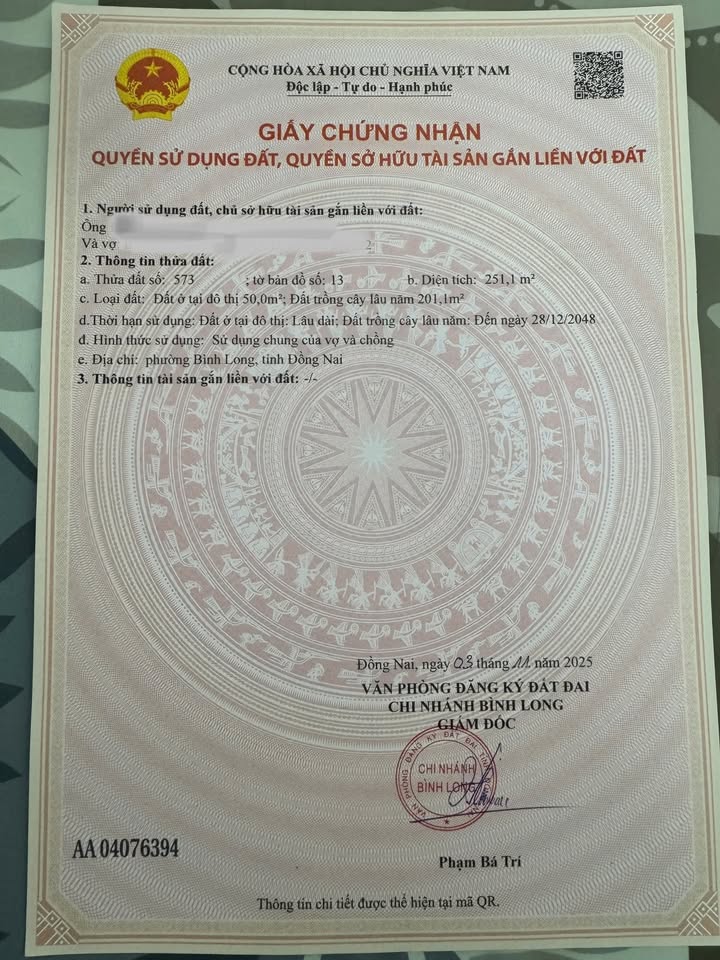 CỘNG HÒA XÃ HỘI CHỦ NGHĨA VIỆT NAM
Độc lập - Tự do - Hạnh phúc
GIẤY CHỨNG NHẬN
QUYỀN SỬ DỤNG ĐẤT, QUYỀN SỞ HỮU TÀI SẢN GẮN LIỀN VỚI ĐẤT
1. Người sử dụng đất, chủ sở hữu tài sản gắn liền với đất:
Ông
Và vợ
2. Thông tin thửa đất:
a. Thửa đất số: 573 ; tờ bản đồ số: 13 b. Diện tích: 251,1 m²
c. Loại đất: Đất ở tại đô thị 50,0m²; Đất trồng cây lâu năm 201,1m²
d.Thời hạn sử dụng: Đất ở tại đô thị: Lâu dài; Đất trồng cây lâu năm: Đến ngày 28/12/2048
đ. Hình thức sử dụng: Sử dụng chung của vợ và chồng
e. Địa chỉ: phường Bình Long, tỉnh Đồng Nai
3. Thông tin tài sản gắn liền với đất: -/-
Đồng Nai, ngày 03 tháng 11 năm 2025
VĂN PHÒNG ĐĂNG KÝ ĐẤT ĐAI
CHI NHÁNH BÌNH LONG
GIÁM ĐỐC
VĂN PHÒNG ĐĂNG KÝ ĐẤT ĐAI TỈNH
CHI NHÁNH
BÌNH LONG
AA 04076394
Phạm Bá Trí
Thông tin chi tiết được thể hiện tại mã QR.